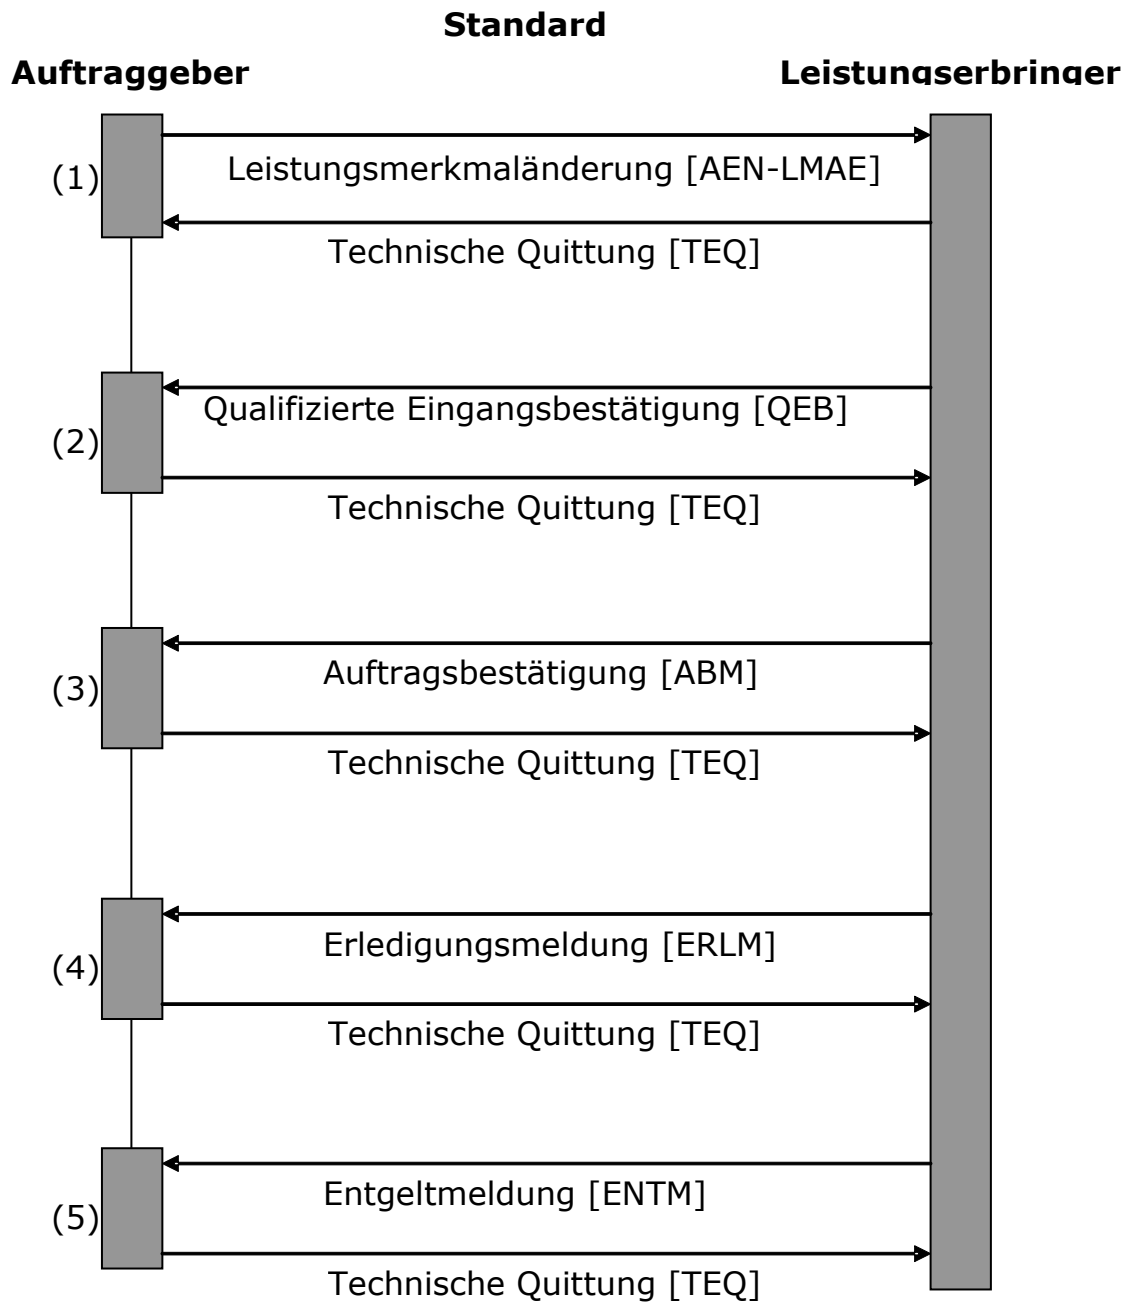 Standard
Auftraggeber
Leistungserbringer
(1)
Leistungsmerkmaländerung [AEN-LMAE]
Technische Quittung [TEQ]
(2)
Qualifizierte Eingangsbestätigung [QEB]
Technische Quittung [TEQ]
(3)
Auftragsbestätigung [ABM]
Technische Quittung [TEQ]
(4)
Erledigungsmeldung [ERLM]
Technische Quittung [TEQ]
(5)
Entgeltmeldung [ENTM]
Technische Quittung [TEQ]